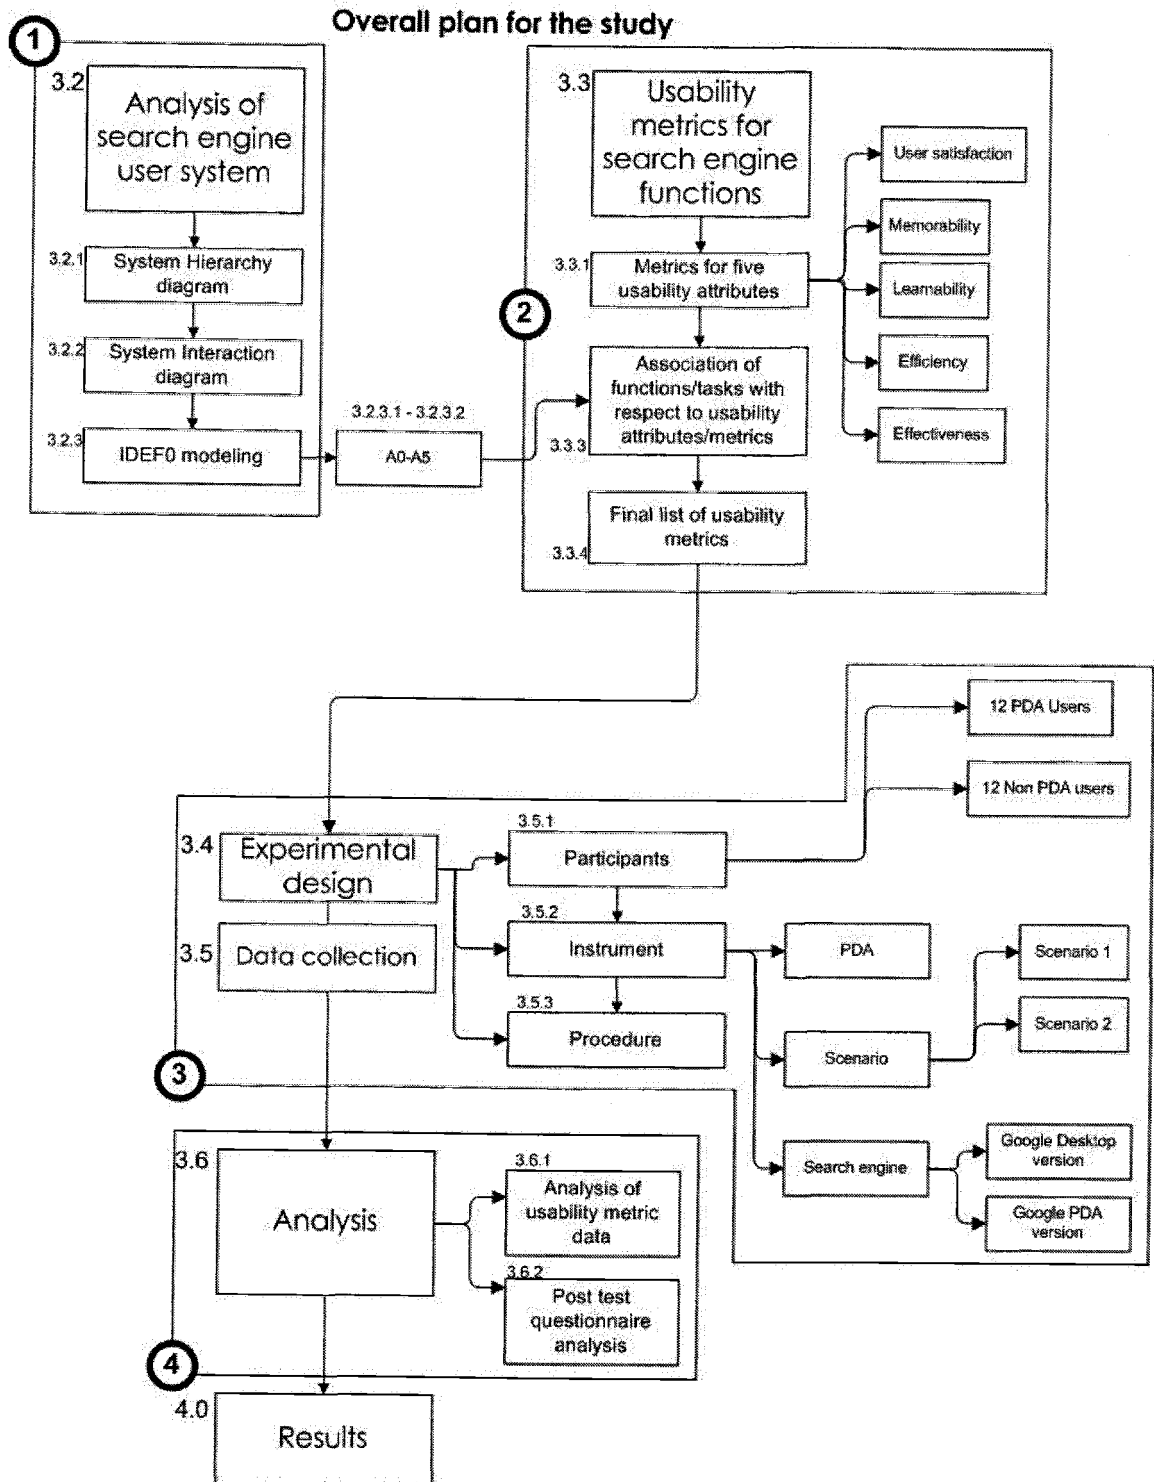 Overall plan for the study
1
3.2
Analysis of
search engine
user system
3.2.1
System Hierarchy
diagram
3.2.2
System Interaction
diagram
3.2.3
IDEF0 modeling
3.2.3.1 - 3.2.3.2
A0-A5
2
3.3
Usability
metrics for
search engine
functions
3.3.1
Metrics for five
usability attributes
User satisfaction
Memorability
Learnability
Efficiency
Effectiveness
Association of
functions/tasks with
respect to usability
attributes/metrics
3.3.3
Final list of usability
metrics
3.3.4
3
3.4
Experimental
design
3.5
Data collection
3.5.1
Participants
12 PDA Users
12 Non PDA users
3.5.2
Instrument
PDA
Scenario
Scenario 1
Scenario 2
Search engine
Google Desktop
version
Google PDA
version
3.5.3
Procedure
4
3.6
Analysis
3.6.1
Analysis of
usability metric
data
3.6.2
Post test
questionnaire
analysis
4.0
Results